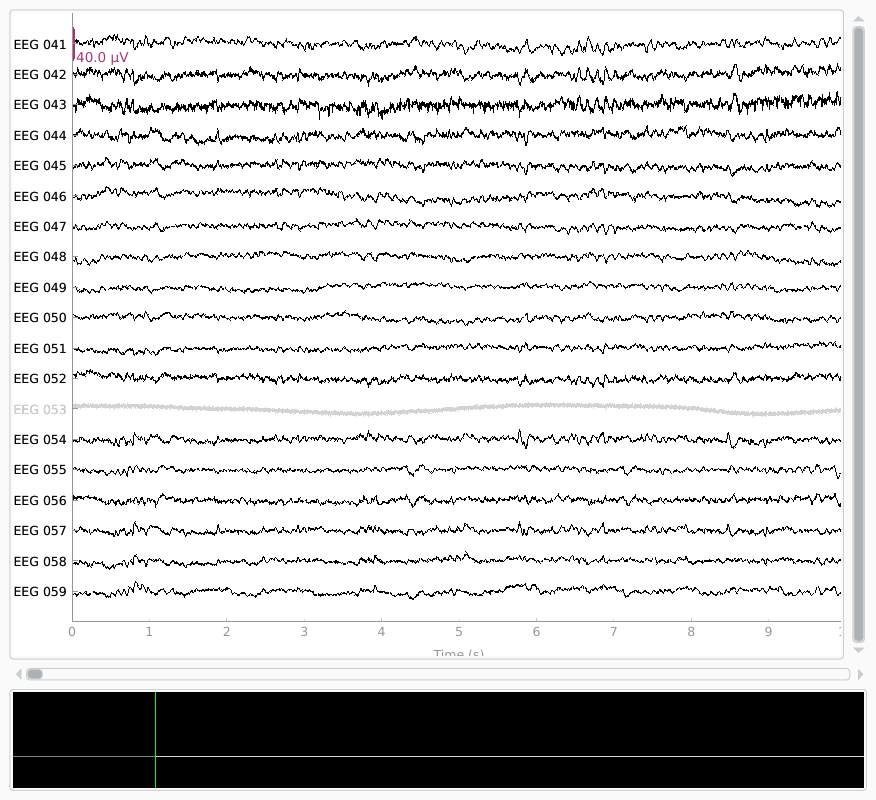 EEG 041
40.0 µV
EEG 042
EEG 043
EEG 044
EEG 045
EEG 046
EEG 047
EEG 048
EEG 049
EEG 050
EEG 051
EEG 052
EEG 053
EEG 054
EEG 055
EEG 056
EEG 057
EEG 058
EEG 059
0 1 2 3 4 5 6 7 8 9
Time (s)